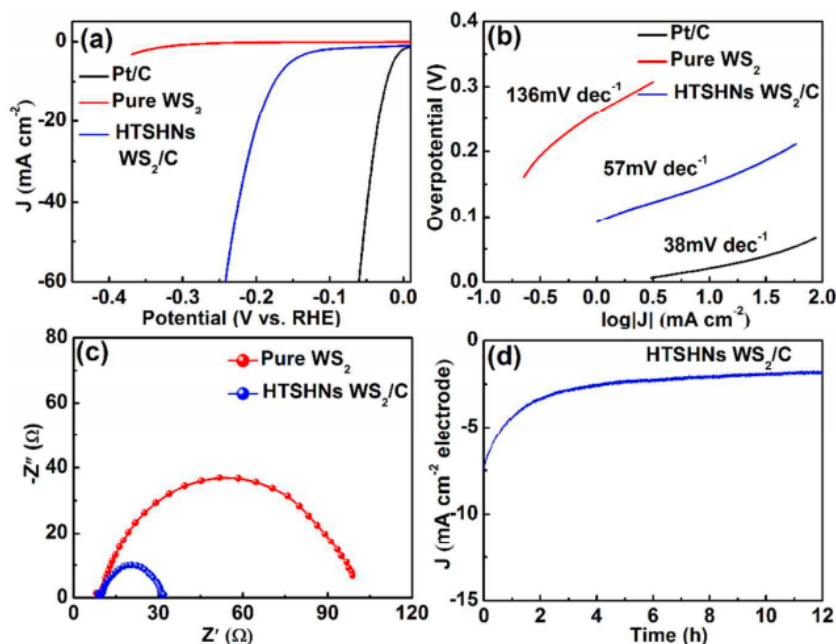 (a)
Pt/C
Pure WS₂
HTSHNs
WS₂/C
J (mA cm⁻²)
0
-20
-40
-60
-0.4
-0.2
0.0
Potential (V vs. RHE)
(b)
Pt/C
Pure WS₂
HTSHNs WS₂/C
136mV dec⁻¹
57mV dec⁻¹
38mV dec⁻¹
Overpotential (V)
0.4
0.3
0.2
0.1
0.0
-1.0
-0.5
0.0
0.5
1.0
1.5
2.0
log|J| (mA cm⁻²)
(c)
Pure WS₂
HTSHNs WS₂/C
-Z″ (Ω)
80
60
40
20
0
0
30
60
90
120
Z′ (Ω)
(d)
HTSHNs WS₂/C
J (mA cm⁻² electrode)
0
-5
-10
-15
0
2
4
6
8
10
12
Time (h)